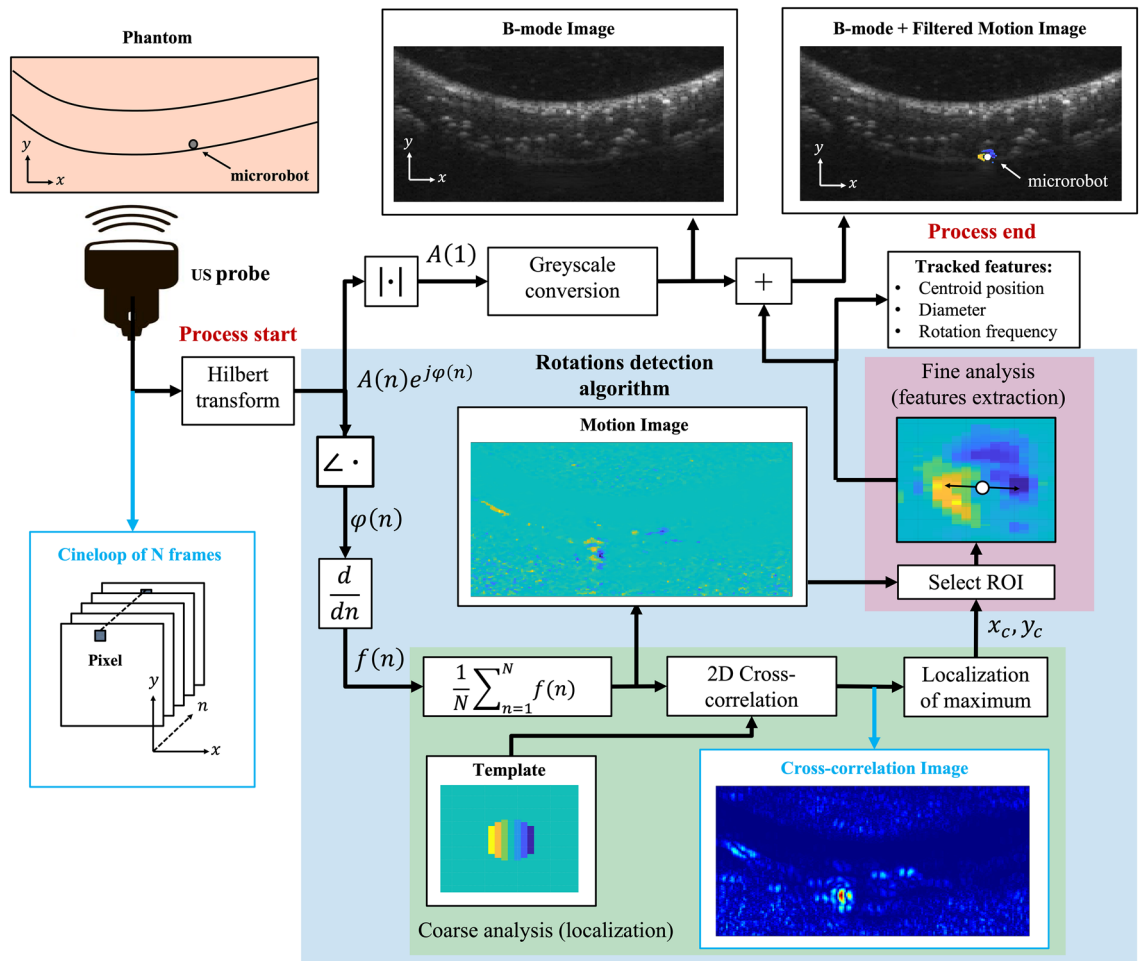 Phantom
y
x
microrobot
B-mode Image
y
x
B-mode + Filtered Motion Image
y
x
microrobot
US probe
Process start
Hilbert
transform
|·|
A(1)
Greyscale
conversion
+
Process end
Tracked features:
• Centroid position
• Diameter
• Rotation frequency
A(n)e^{jφ(n)}
Rotations detection
algorithm
∠ ·
φ(n)
d
dn
f(n)
Motion Image
Fine analysis
(features extraction)
Select ROI
x_c, y_c
Cineloop of N frames
Pixel
y
n
x
1/N ∑_{n=1}^{N} f(n)
2D Cross-
correlation
Localization
of maximum
Template
Cross-correlation Image
Coarse analysis (localization)